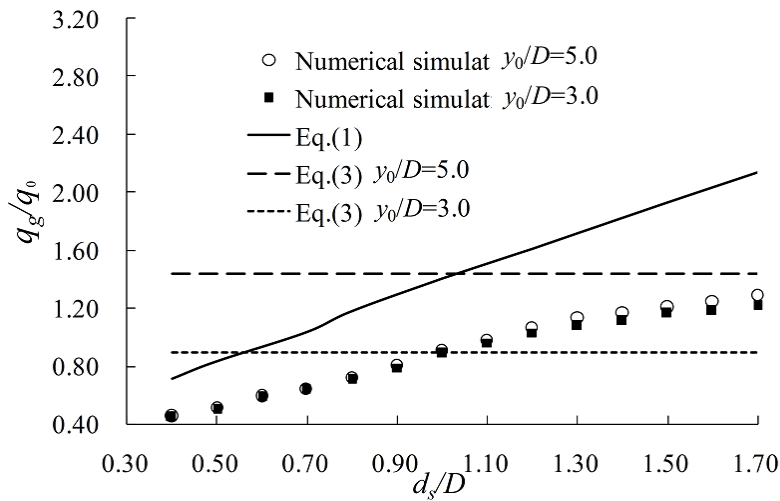 3.20
2.80
2.40
2.00
1.60
1.20
0.80
0.40
qg/q0
Numerical simulat y0/D=5.0
Numerical simulat y0/D=3.0
Eq.(1)
Eq.(3) y0/D=5.0
Eq.(3) y0/D=3.0
0.30 0.50 0.70 0.90 1.10 1.30 1.50 1.70
ds/D